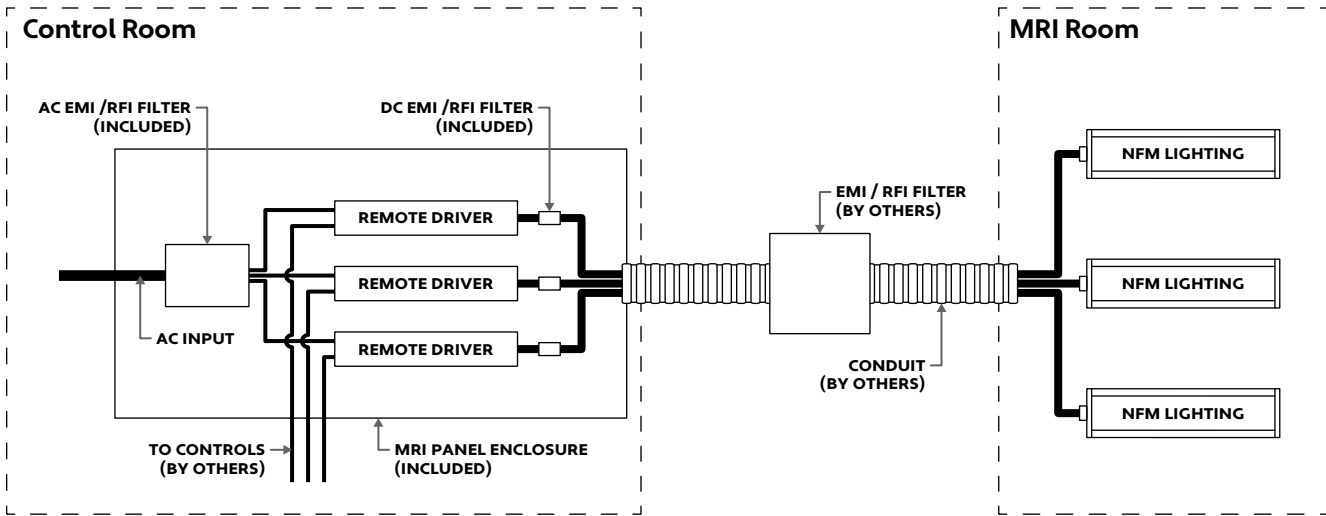 Control Room
MRI Room
AC EMI /RFI FILTER
(INCLUDED)
DC EMI /RFI FILTER
(INCLUDED)
REMOTE DRIVER
REMOTE DRIVER
REMOTE DRIVER
AC INPUT
TO CONTROLS
(BY OTHERS)
MRI PANEL ENCLOSURE
(INCLUDED)
EMI / RFI FILTER
(BY OTHERS)
CONDUIT
(BY OTHERS)
NFM LIGHTING
NFM LIGHTING
NFM LIGHTING